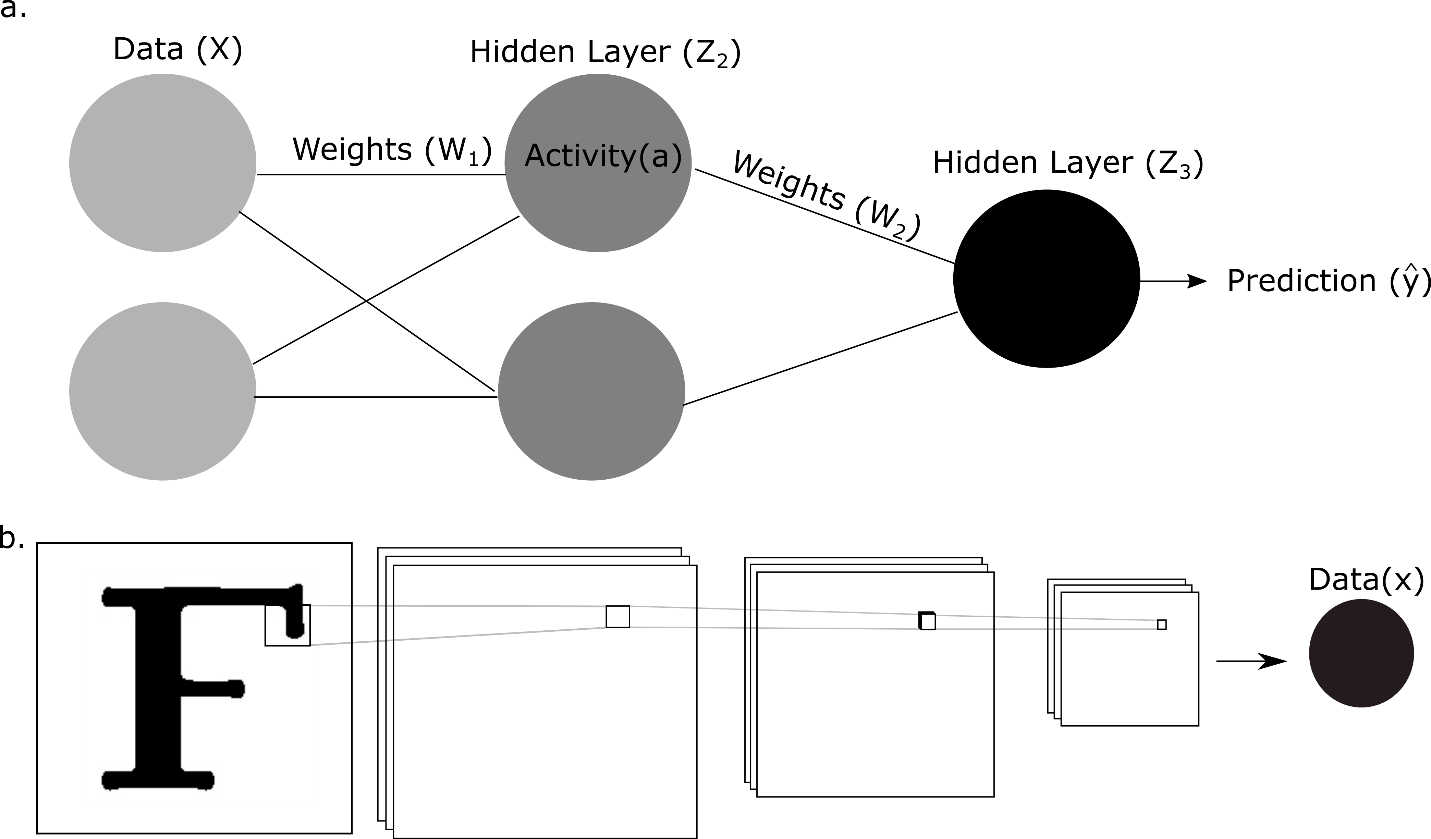 a.
Data (X)
Hidden Layer (Z₂)
Weights (W₁)
Activity(a)
Weights (W₂)
Hidden Layer (Z₃)
Prediction (ŷ)
b.
F
Data(x)